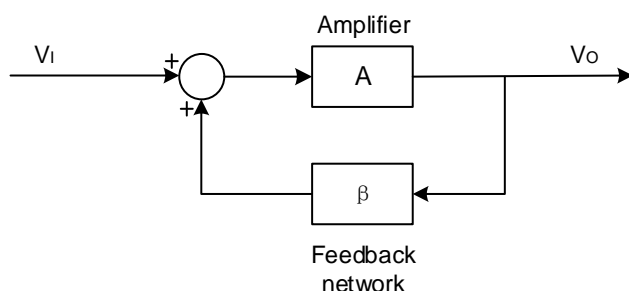 Amplifier
VI
VO
+
A
+
β
Feedback
network